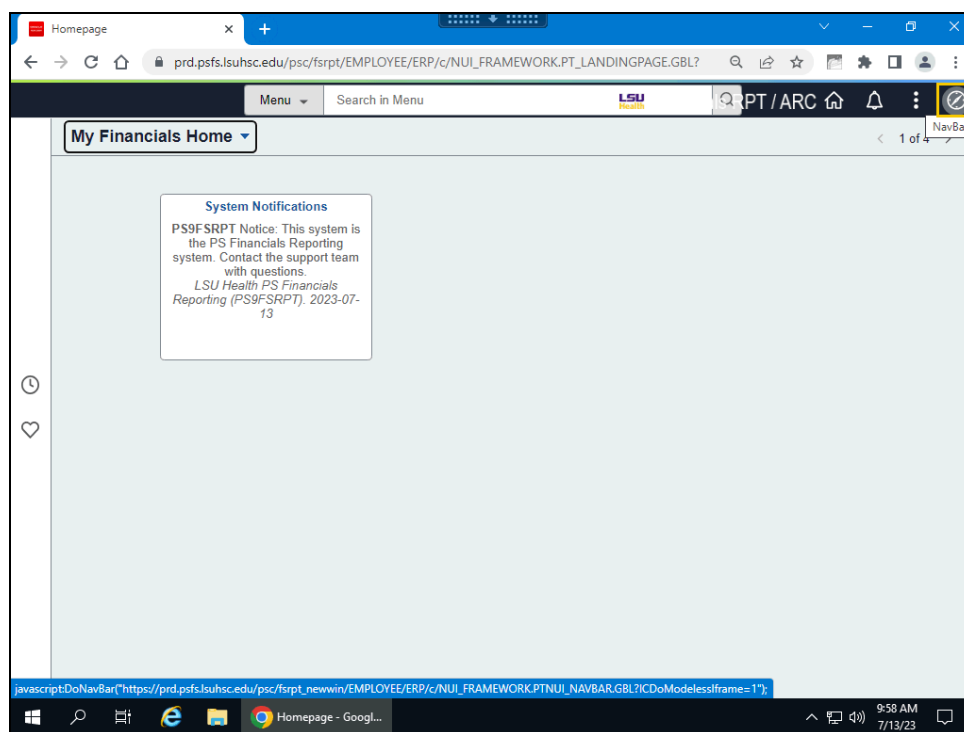 Homepage
prd.psfs.lsuhsc.edu/psc/fsrpt/EMPLOYEE/ERP/c/NUI_FRAMEWORK.PT_LANDINGPAGE.GBL?
Menu
Search in Menu
LSU
Health
RPT / ARC
NavBa
My Financials Home
1 of 4
System Notifications
PS9FSRPT Notice: This system is
the PS Financials Reporting
system. Contact the support team
with questions.
LSU Health PS Financials
Reporting (PS9FSRPT). 2023-07-
13
javascript:DoNavBar("https://prd.psfs.lsuhsc.edu/psc/fsrpt_newwin/EMPLOYEE/ERP/c/NUI_FRAMEWORK.PTNUI_NAVBAR.GBL?ICDoModelessIframe=1");
Homepage - Googl...
9:58 AM
7/13/23